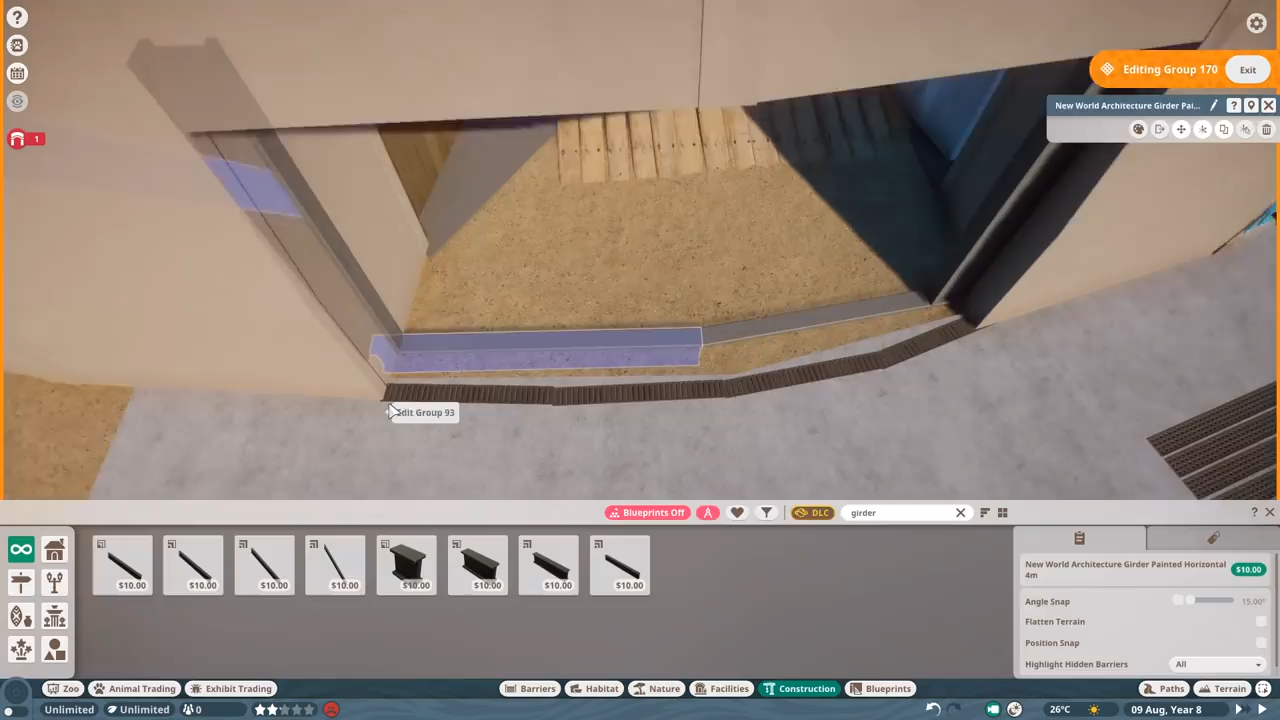 ?
Editing Group 170
Exit
New World Architecture Girder Pai...
?
1
Edit Group 93
Blueprints Off
DLC
girder
?
$10.00
$10.00
$10.00
$10.00
$10.00
$10.00
$10.00
$10.00
New World Architecture Girder Painted Horizontal
4m
$10.00
Angle Snap
15.00°
Flatten Terrain
Position Snap
Highlight Hidden Barriers
All
Zoo
Animal Trading
Exhibit Trading
Barriers
Habitat
Nature
Facilities
Construction
Blueprints
Paths
Terrain
Unlimited
Unlimited
0
26°C
09 Aug, Year 8